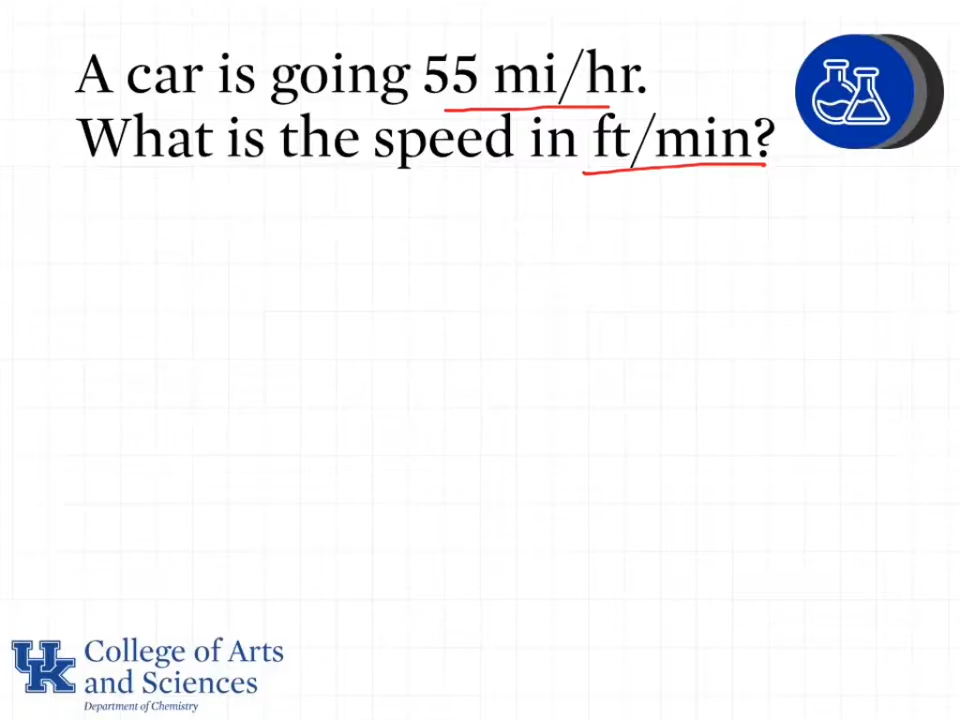 A car is going 55 mi/hr.
What is the speed in ft/min?
UK
College of Arts
and Sciences
Department of Chemistry